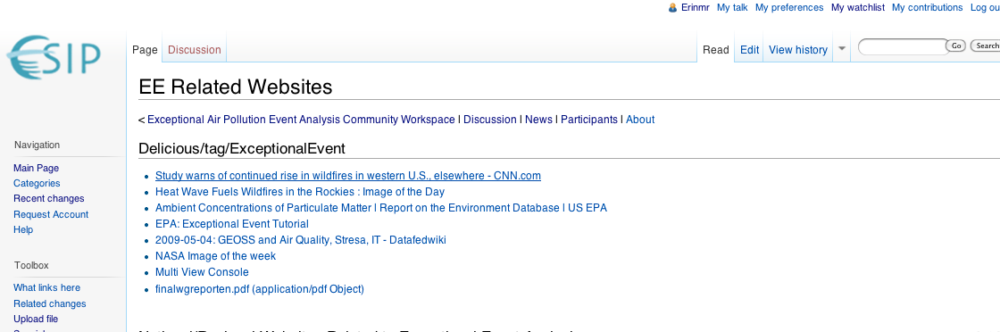 Erinmr My talk My preferences My watchlist My contributions Log ou
ESIP
Page Discussion Read Edit View history Go Search
EE Related Websites
< Exceptional Air Pollution Event Analysis Community Workspace | Discussion | News | Participants | About
Delicious/tag/ExceptionalEvent
Study warns of continued rise in wildfires in western U.S., elsewhere - CNN.com
Heat Wave Fuels Wildfires in the Rockies : Image of the Day
Ambient Concentrations of Particulate Matter | Report on the Environment Database | US EPA
EPA: Exceptional Event Tutorial
2009-05-04: GEOSS and Air Quality, Stresa, IT - Datafedwiki
NASA Image of the week
Multi View Console
finalwgreporten.pdf (application/pdf Object)
Navigation
Main Page
Categories
Recent changes
Request Account
Help
Toolbox
What links here
Related changes
Upload file